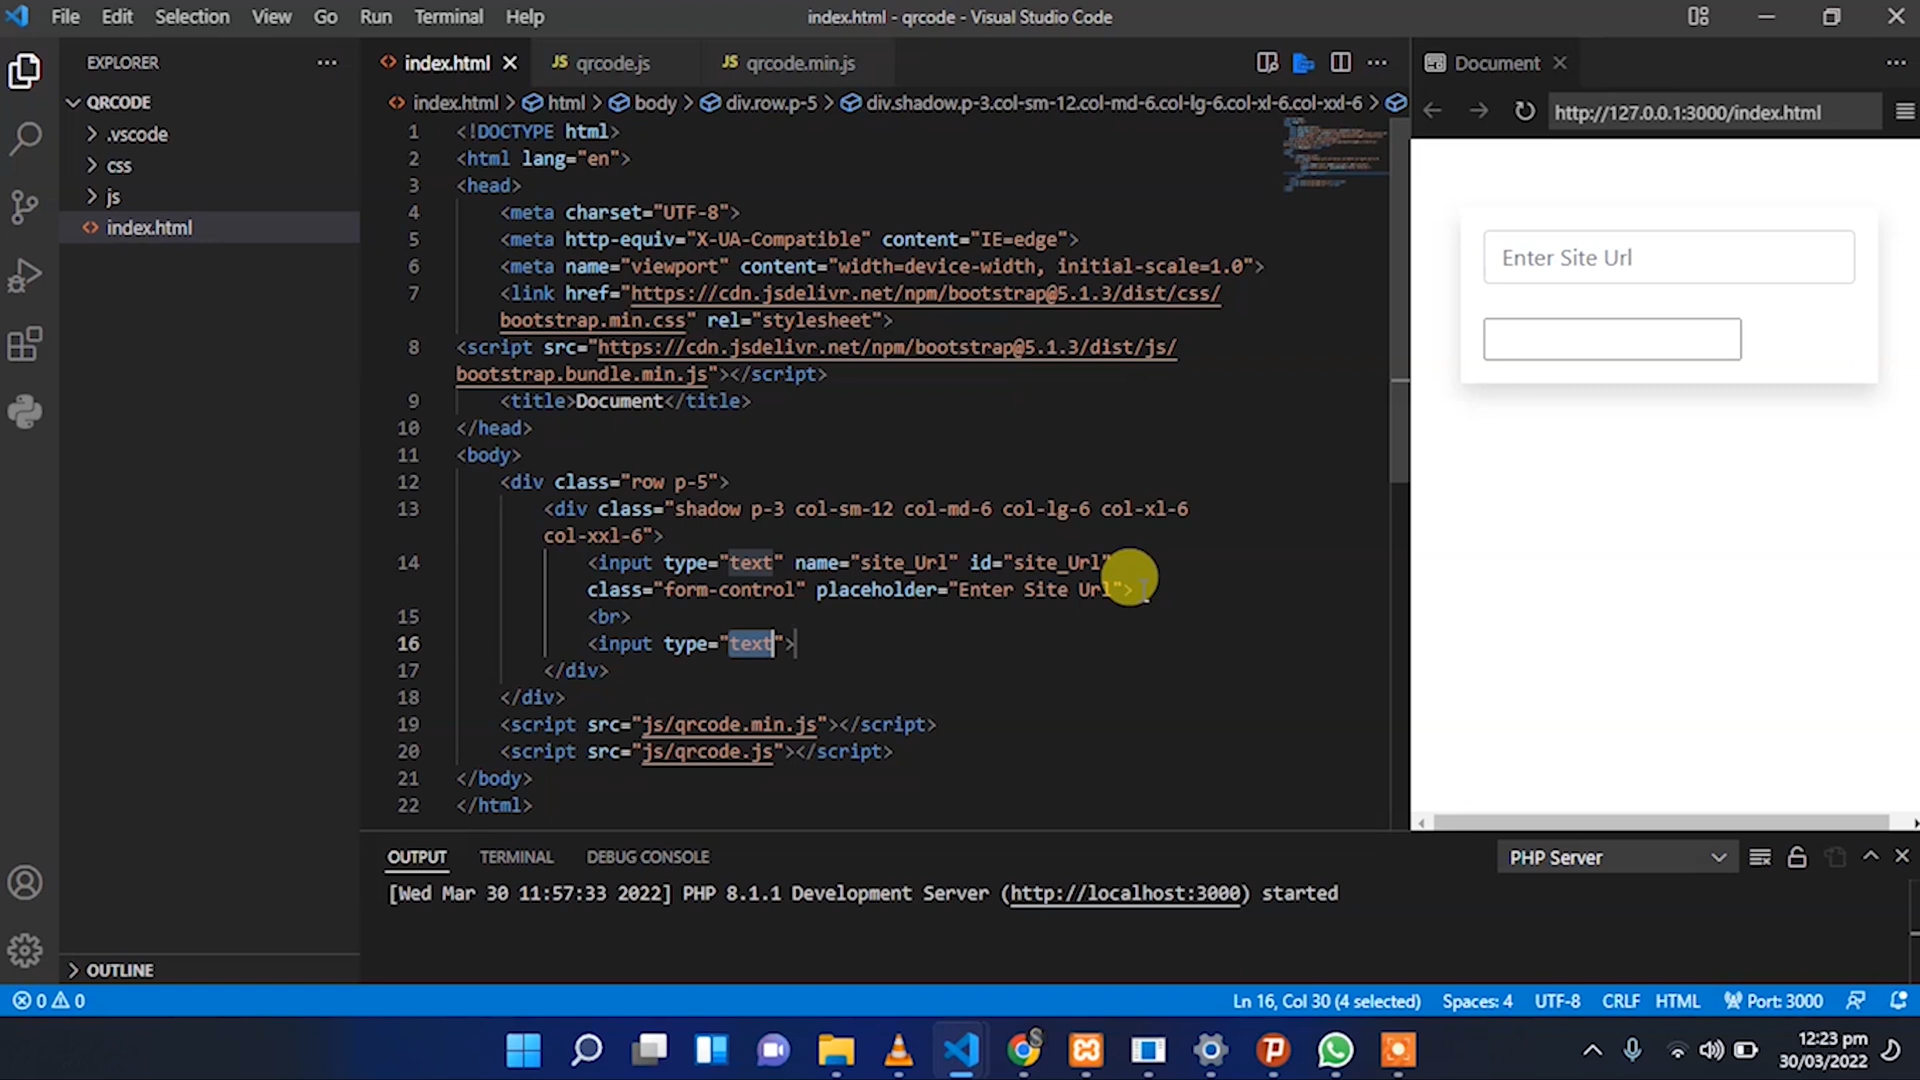 File Edit Selection View Go Run Terminal Help
index.html - qrcode - Visual Studio Code
EXPLORER
QRCODE
.vscode
css
js
index.html
OUTLINE
index.html
JS qrcode.js
JS qrcode.min.js
index.html > html > body > div.row.p-5 > div.shadow.p-3.col-sm-12.col-md-6.col-lg-6.col-xl-6.col-xxl-6 >
1 <!DOCTYPE html>
2 <html lang="en">
3 <head>
4 <meta charset="UTF-8">
5 <meta http-equiv="X-UA-Compatible" content="IE=edge">
6 <meta name="viewport" content="width=device-width, initial-scale=1.0">
7 <link href="https://cdn.jsdelivr.net/npm/bootstrap@5.1.3/dist/css/
bootstrap.min.css" rel="stylesheet">
8 <script src="https://cdn.jsdelivr.net/npm/bootstrap@5.1.3/dist/js/
bootstrap.bundle.min.js"></script>
9 <title>Document</title>
10 </head>
11 <body>
12 <div class="row p-5">
13 <div class="shadow p-3 col-sm-12 col-md-6 col-lg-6 col-xl-6
col-xxl-6">
14 <input type="text" name="site_Url" id="site_Url"
class="form-control" placeholder="Enter Site Url">
15 <br>
16 <input type="text">
17 </div>
18 </div>
19 <script src="js/qrcode.min.js"></script>
20 <script src="js/qrcode.js"></script>
21 </body>
22 </html>
Document
http://127.0.0.1:3000/index.html
Enter Site Url
OUTPUT TERMINAL DEBUG CONSOLE
PHP Server
[Wed Mar 30 11:57:33 2022] PHP 8.1.1 Development Server (http://localhost:3000) started
0 0
Ln 16, Col 30 (4 selected) Spaces: 4 UTF-8 CRLF HTML Port: 3000
12:23 pm
30/03/2022